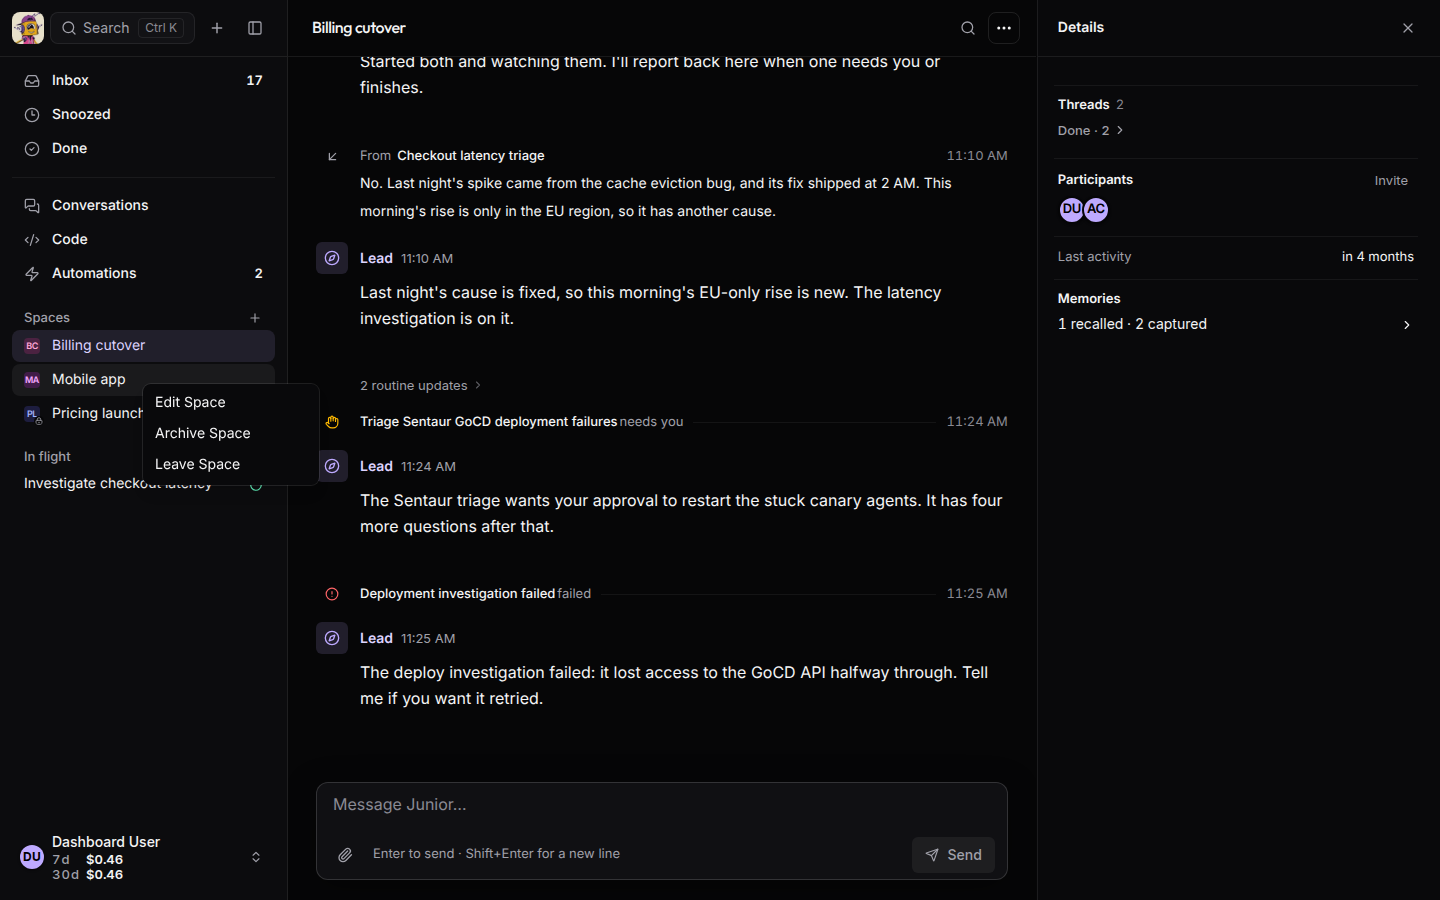 Search Ctrl K
Inbox 17
Snoozed
Done
Conversations
Code
Automations 2
Spaces
BC Billing cutover
MA Mobile app
PL Pricing launch
Edit Space
Archive Space
Leave Space
In flight
Investigate checkout latency
DU Dashboard User
7d $0.46
30d $0.46
Billing cutover
Started both and watching them. I'll report back here when one needs you or
finishes.
From Checkout latency triage 11:10 AM
No. Last night's spike came from the cache eviction bug, and its fix shipped at 2 AM. This
morning's rise is only in the EU region, so it has another cause.
Lead 11:10 AM
Last night's cause is fixed, so this morning's EU-only rise is new. The latency
investigation is on it.
2 routine updates
Triage Sentaur GoCD deployment failures needs you 11:24 AM
Lead 11:24 AM
The Sentaur triage wants your approval to restart the stuck canary agents. It has four
more questions after that.
Deployment investigation failed failed 11:25 AM
Lead 11:25 AM
The deploy investigation failed: it lost access to the GoCD API halfway through. Tell
me if you want it retried.
Message Junior...
Enter to send · Shift+Enter for a new line
Send
Details
Threads 2
Done · 2
Participants Invite
DU AC
Last activity in 4 months
Memories
1 recalled · 2 captured